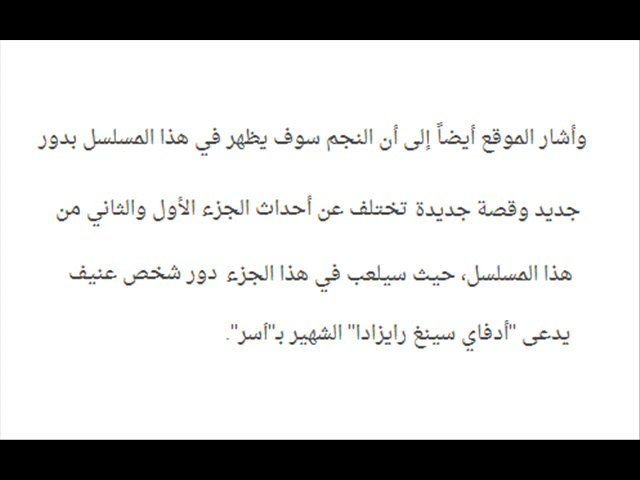 وأشار الموقع أيضاً إلى أن النجم سوف يظهر في هذا المسلسل بدور
جديد وقصة جديدة تختلف عن أحداث الجزء الأول والثاني من
هذا المسلسل، حيث سيلعب في هذا الجزء دور شخص عنيف
يدعى "أدفاي سينغ رايزادا" الشهير بـ"أسر".